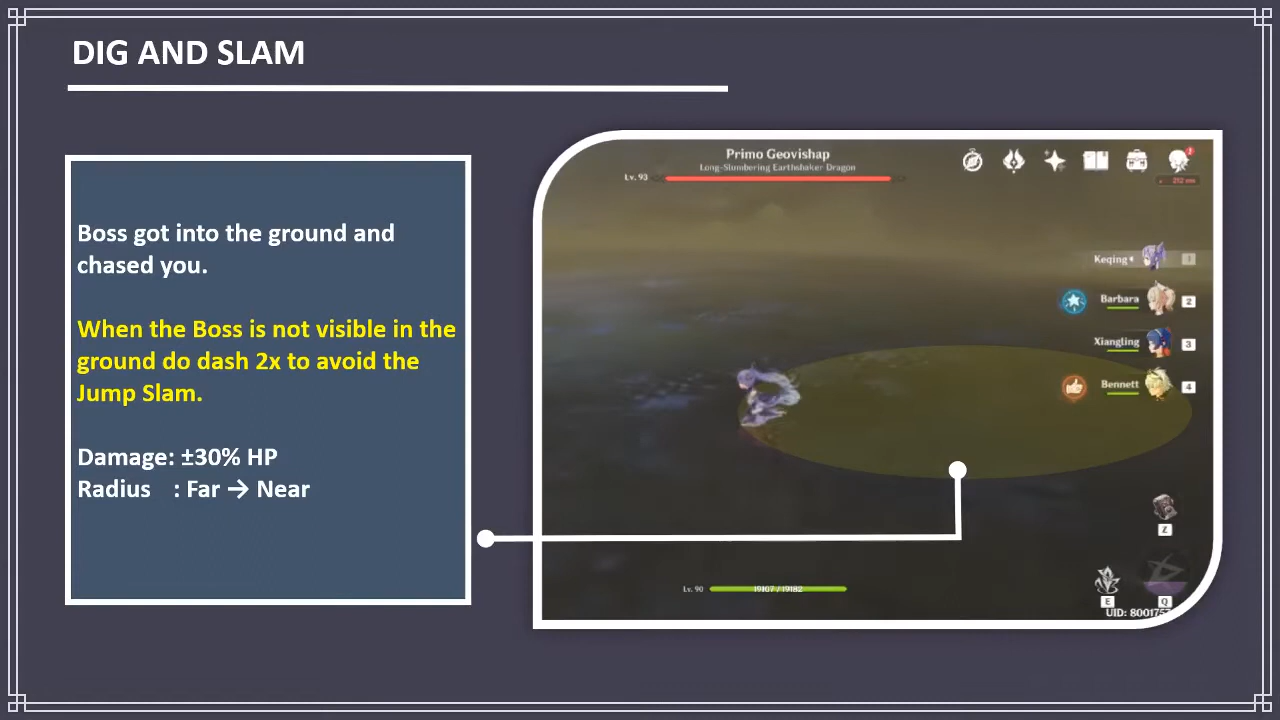 DIG AND SLAM
Boss got into the ground and
chased you.
When the Boss is not visible in the
ground do dash 2x to avoid the
Jump Slam.
Damage: ±30% HP
Radius : Far → Near
Primo Geovishap
Long-Slumbering Earthshaker Dragon
Lv. 93
Keqing
1
Barbara
2
Xiangling
3
Bennett
4
Z
E
Q
Lv. 90
19107 / 19182